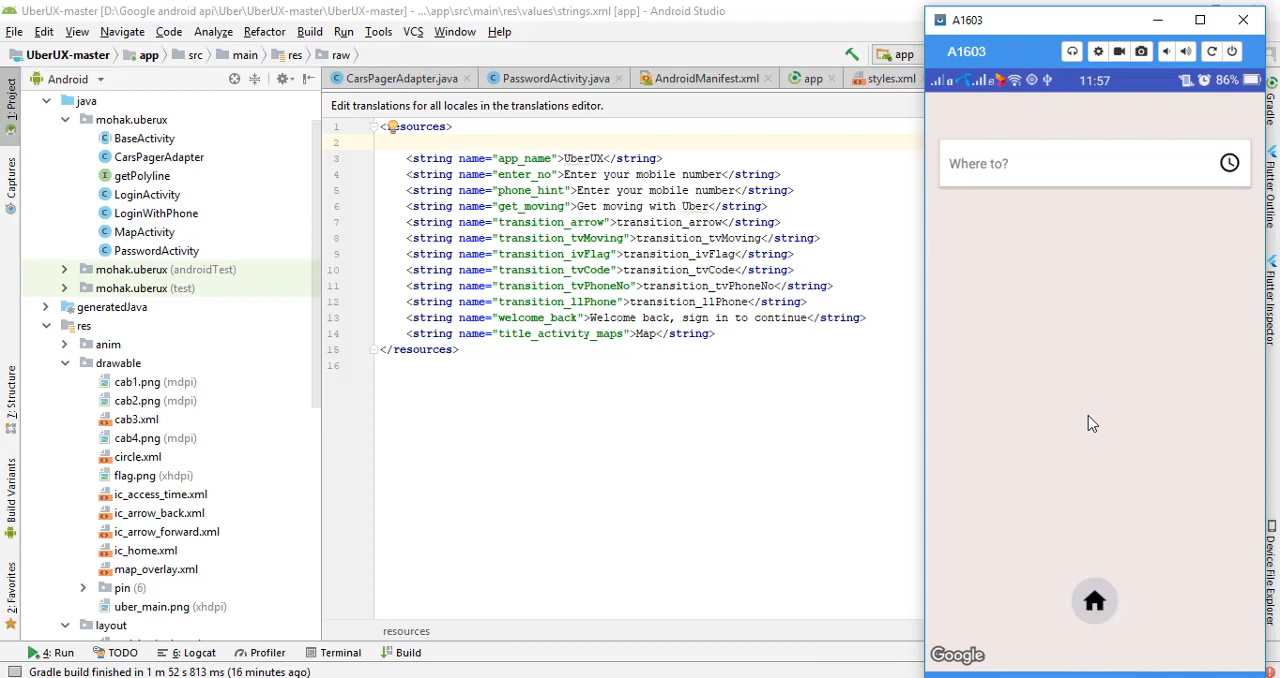 UberUX-master [D:\Google android api\Uber\UberUX-master\UberUX-master] - ...\app\src\main\res\values\strings.xml [app] - Android Studio
File Edit View Navigate Code Analyze Refactor Build Run Tools VCS Window Help
UberUX-master app src main res raw app
Android
CarsPagerAdapter.java PasswordActivity.java AndroidManifest.xml app styles.xml
Edit translations for all locales in the translations editor.
1: Project
Captures
7: Structure
Build Variants
2: Favorites
java
mohak.uberux
BaseActivity
CarsPagerAdapter
getPolyline
LoginActivity
LoginWithPhone
MapActivity
PasswordActivity
mohak.uberux (androidTest)
mohak.uberux (test)
generatedJava
res
anim
drawable
cab1.png (mdpi)
cab2.png (mdpi)
cab3.xml
cab4.png (mdpi)
circle.xml
flag.png (xhdpi)
ic_access_time.xml
ic_arrow_back.xml
ic_arrow_forward.xml
ic_home.xml
map_overlay.xml
pin (6)
uber_main.png (xhdpi)
layout
1 <resources>
2
3 <string name="app_name">UberUX</string>
4 <string name="enter_no">Enter your mobile number</string>
5 <string name="phone_hint">Enter your mobile number</string>
6 <string name="get_moving">Get moving with Uber</string>
7 <string name="transition_arrow">transition_arrow</string>
8 <string name="transition_tvMoving">transition_tvMoving</string>
9 <string name="transition_ivFlag">transition_ivFlag</string>
10 <string name="transition_tvCode">transition_tvCode</string>
11 <string name="transition_tvPhoneNo">transition_tvPhoneNo</string>
12 <string name="transition_llPhone">transition_llPhone</string>
13 <string name="welcome_back">Welcome back, sign in to continue</string>
14 <string name="title_activity_maps">Map</string>
15 </resources>
16
resources
A1603
A1603
11:57 86%
Where to?
Google
Gradle
Flutter Outline
Flutter Inspector
Device File Explorer
4: Run TODO 6: Logcat Profiler Terminal Build
Gradle build finished in 1 m 52 s 813 ms (16 minutes ago)